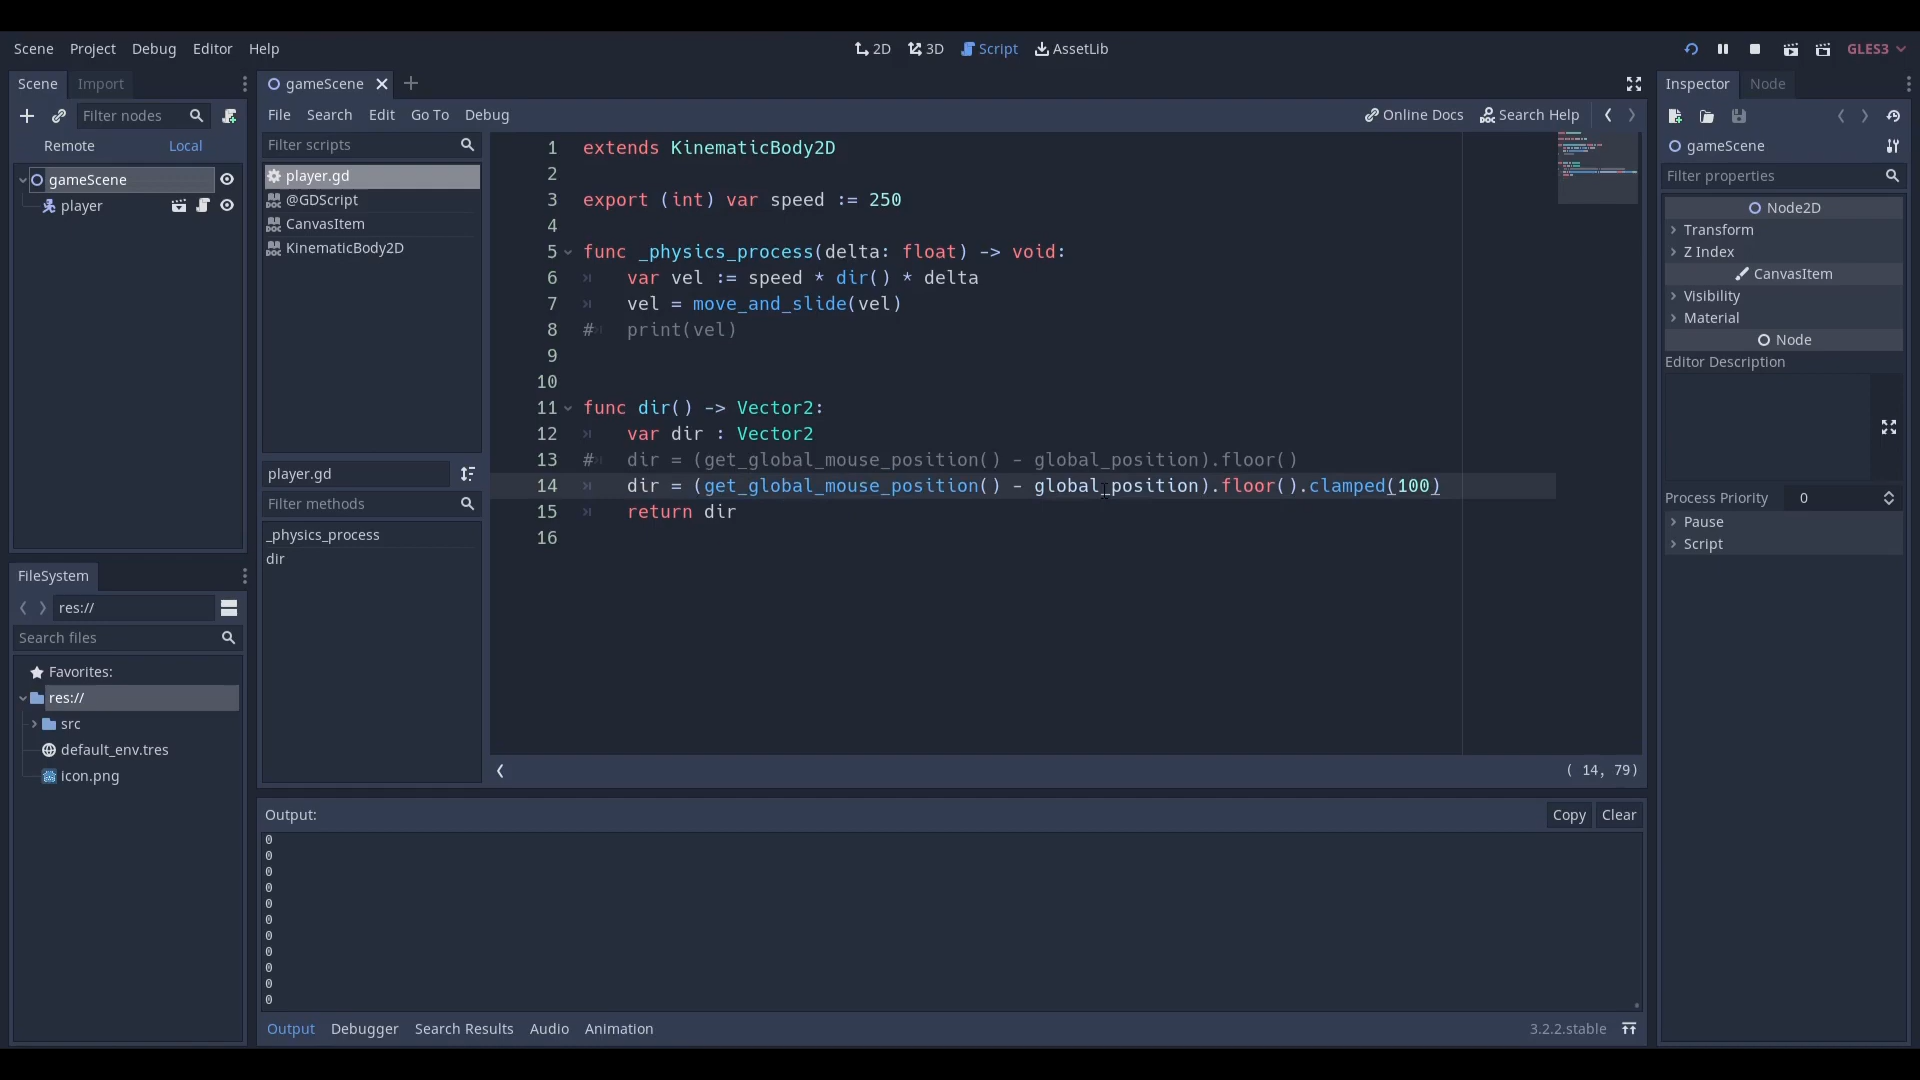 Scene Project Debug Editor Help
2D 3D Script AssetLib
GLES3
Scene Import
Filter nodes
Remote Local
gameScene
player
FileSystem
res://
Search files
Favorites:
res://
src
default_env.tres
icon.png
gameScene
File Search Edit Go To Debug
Online Docs Search Help
Filter scripts
player.gd
@GDScript
CanvasItem
KinematicBody2D
player.gd
Filter methods
_physics_process
dir
1 extends KinematicBody2D
2
3 export (int) var speed := 250
4
5 func _physics_process(delta: float) -> void:
6 var vel := speed * dir() * delta
7 vel = move_and_slide(vel)
8 # print(vel)
9
10
11 func dir() -> Vector2:
12 var dir : Vector2
13 # dir = (get_global_mouse_position() - global_position).floor()
14 dir = (get_global_mouse_position() - global_position).floor().clamped(100)
15 return dir
16
( 14, 79)
Output:
Copy Clear
0
0
0
0
0
0
0
0
0
0
0
Output Debugger Search Results Audio Animation
3.2.2.stable
Inspector Node
gameScene
Filter properties
Node2D
Transform
Z Index
CanvasItem
Visibility
Material
Node
Editor Description
Process Priority 0
Pause
Script